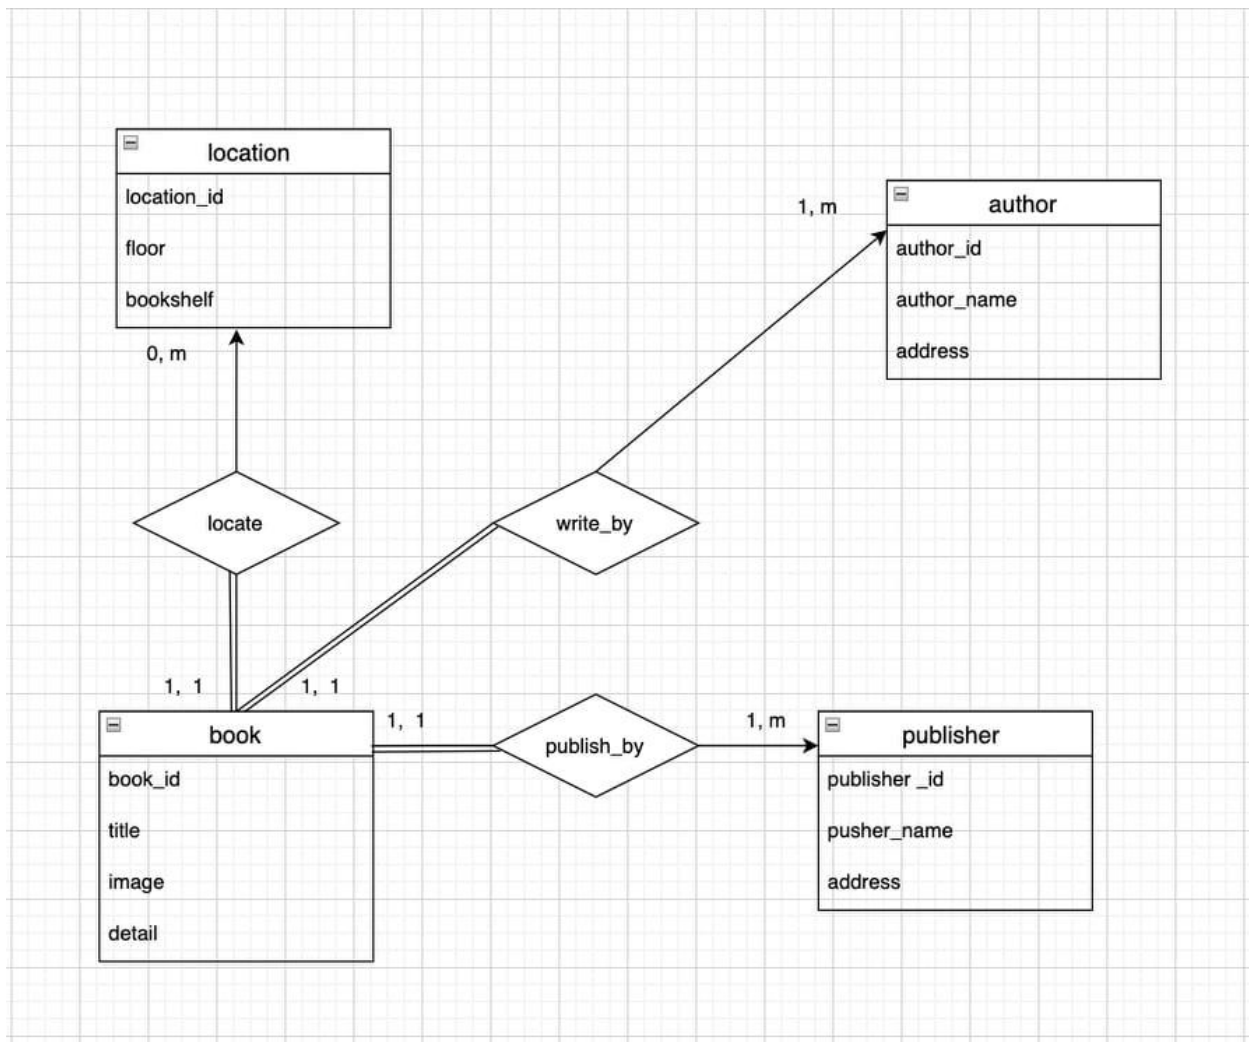 location
location_id
floor
bookshelf
0, m
author
author_id
author_name
address
1, m
locate
write_by
1, 1
1, 1
book
book_id
title
image
detail
1, 1
publish_by
1, m
publisher
publisher _id
pusher_name
address